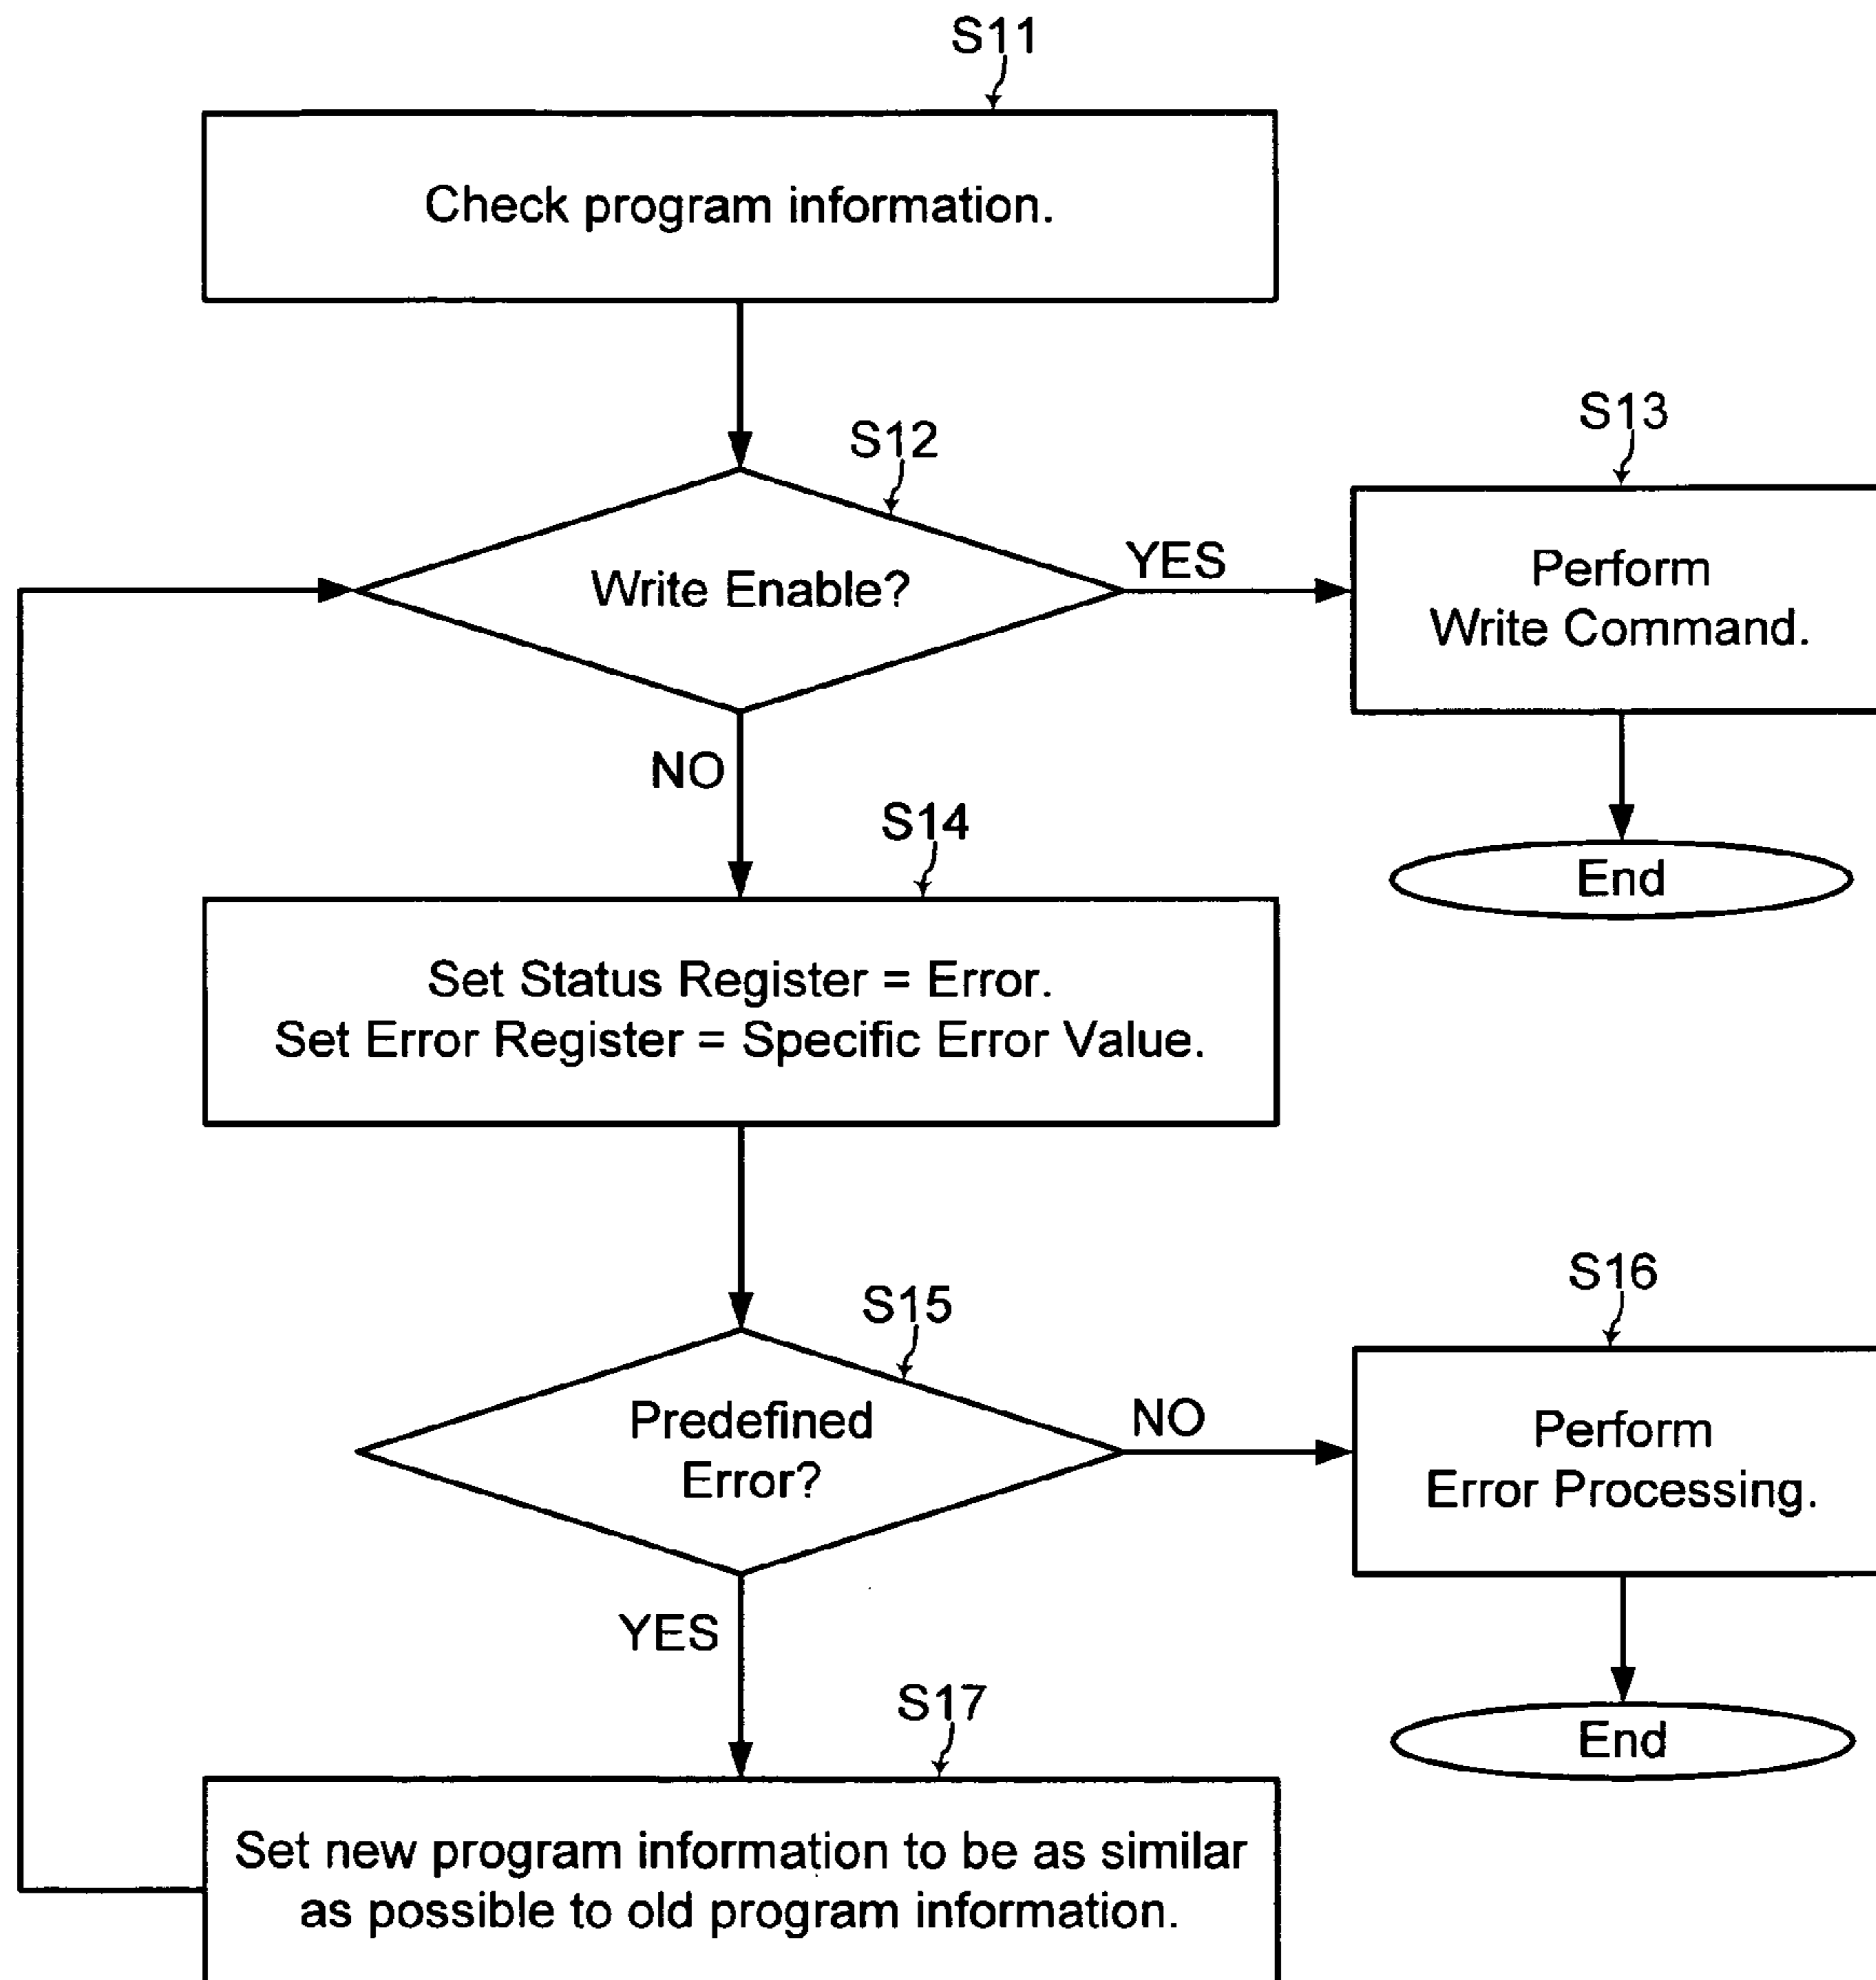 S11
Check program information.
S12
Write Enable?
YES
S13
Perform
Write Command.
End
NO
S14
Set Status Register = Error.
Set Error Register = Specific Error Value.
S15
Predefined
Error?
NO
S16
Perform
Error Processing.
End
YES
S17
Set new program information to be as similar
as possible to old program information.